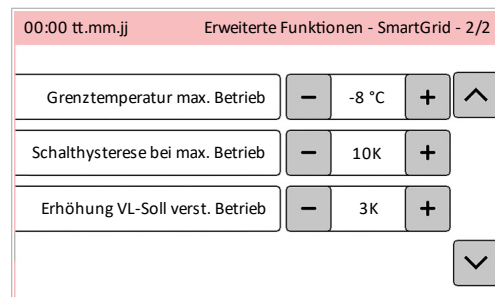 00:00 tt.mm.jj Erweiterte Funktionen - SmartGrid - 2/2
Grenztemperatur max. Betrieb − -8 °C +
Schalthysterese bei max. Betrieb − 10K +
Erhöhung VL-Soll verst. Betrieb − 3K +